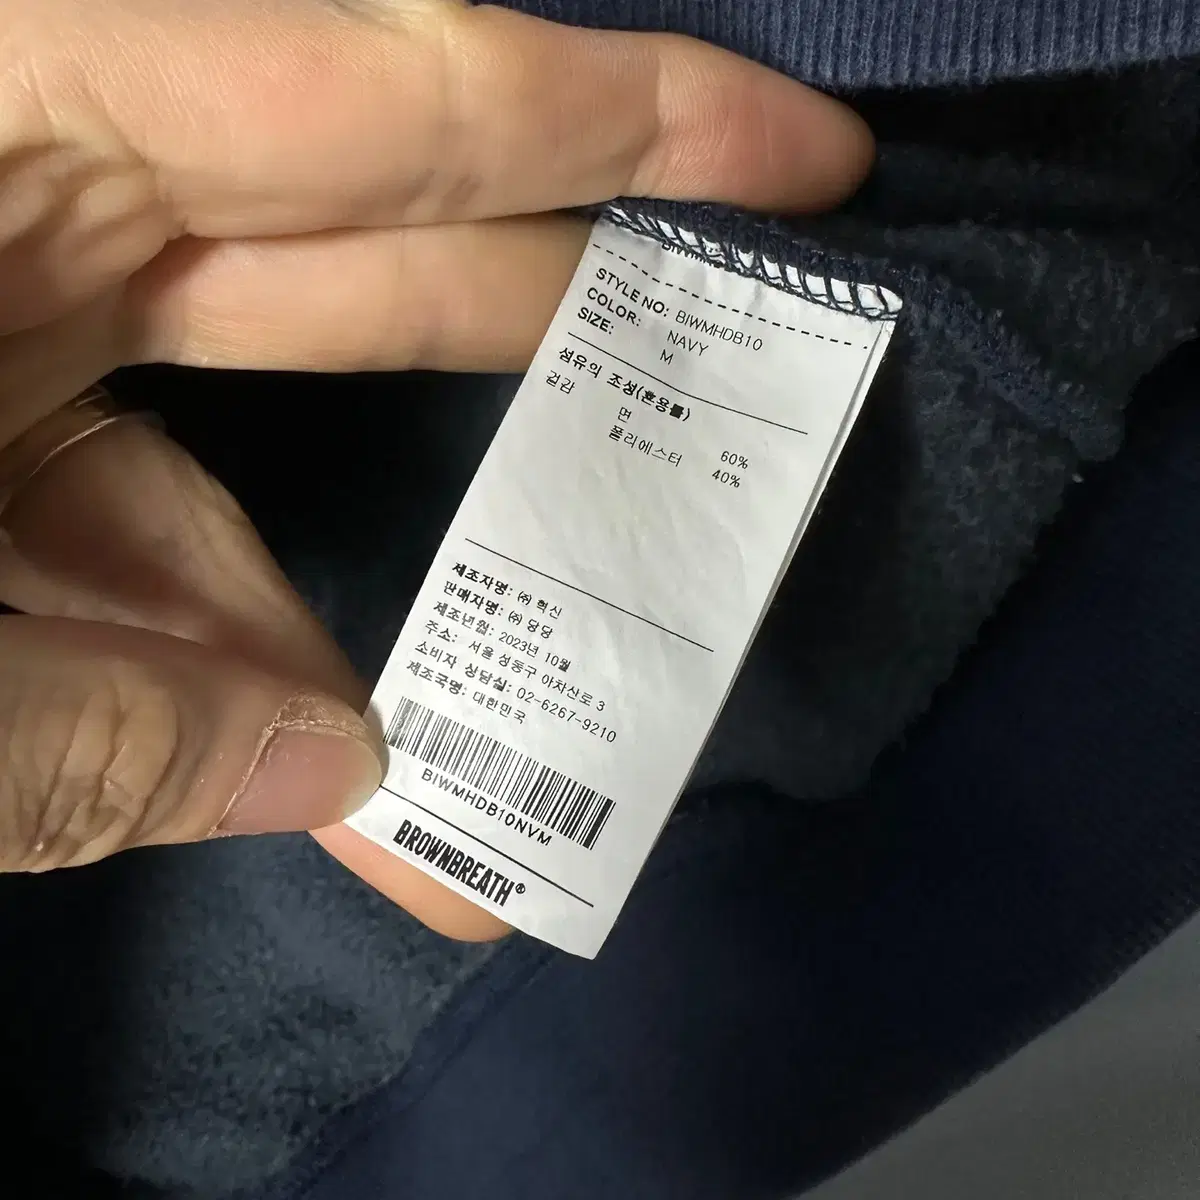 STYLE NO: BIWMHDB10
COLOR: NAVY
SIZE: M
섬유의 조성(혼용률)
겉감
면 60%
폴리에스터 40%
제조자명: (주) 혁신
판매자명: (주) 당당
제조년월: 2023년 10월
주소: 서울 성동구 아차산로 3
소비자 상담실: 02-6267-9210
제조국명: 대한민국
BIWMHDB10NVM
BROWNBREATH®